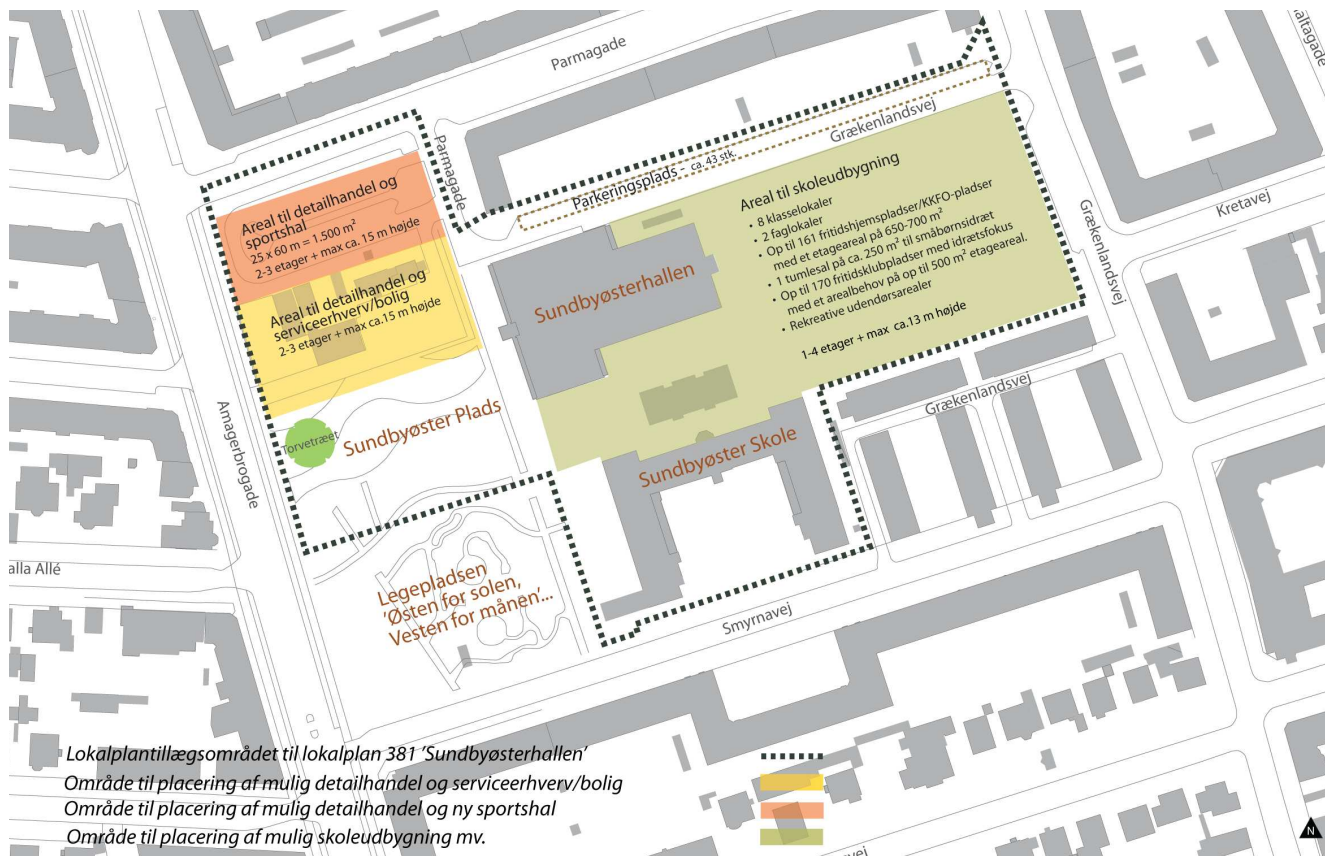 Parmagade
altagade
Parmagade
Grækenlandsvej
Parkeringsplads - ca. 43 stk.
Areal til detailhandel og
sportshal
25 x 60 m = 1.500 m²
2-3 etager + max ca. 15 m højde
Areal til detailhandel og
serviceerhverv/bolig
2-3 etager + max ca.15 m højde
Areal til skoleudbygning
• 8 klasselokaler
• 2 faglokaler
• Op til 161 fritidshjemspladser/KKFO-pladser
med et etageareal på 650-700 m²
• 1 tumlesal på ca. 250 m² til småbørnsidræt
• Op til 170 fritidsklubpladser med idrætsfokus
med et arealbehov på op til 500 m² etageareal.
• Rekreative udendørsarealer
1-4 etager + max ca.13 m højde
Kretavej
Grækenlandsvej
Sundbyøsterhallen
Grækenlandsvej
Amagerbrogade
Torvetræet
Sundbyøster Plads
Sundbyøster Skole
alla Allé
Legepladsen
'Østen for solen,
Vesten for månen'...
Smyrnavej
Lokalplantillægsområdet til lokalplan 381 'Sundbyøsterhallen'
Område til placering af mulig detailhandel og serviceerhverv/bolig
Område til placering af mulig detailhandel og ny sportshal
Område til placering af mulig skoleudbygning mv.
N